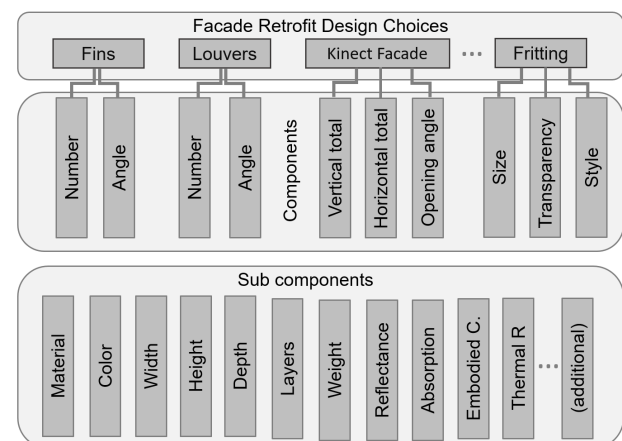 Facade Retrofit Design Choices
Fins
Louvers
Kinect Facade
...
Fritting
Number
Angle
Number
Angle
Components
Vertical total
Horizontal total
Opening angle
Size
Transparency
Style
Sub components
Material
Color
Width
Height
Depth
Layers
Weight
Reflectance
Absorption
Embodied C.
Thermal R
...
(additional)